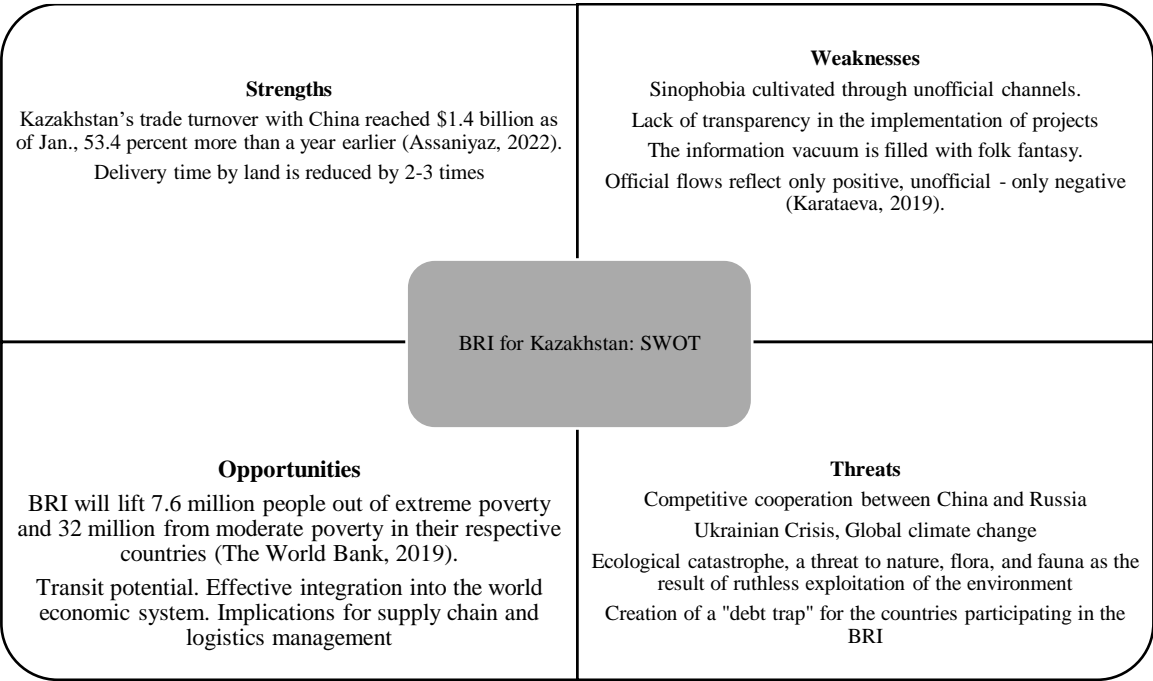 Strengths
Kazakhstan’s trade turnover with China reached $1.4 billion as
of Jan., 53.4 percent more than a year earlier (Assaniyaz, 2022).
Delivery time by land is reduced by 2-3 times
Weaknesses
Sinophobia cultivated through unofficial channels.
Lack of transparency in the implementation of projects
The information vacuum is filled with folk fantasy.
Official flows reflect only positive, unofficial - only negative
(Karataeva, 2019).
BRI for Kazakhstan: SWOT
Opportunities
BRI will lift 7.6 million people out of extreme poverty
and 32 million from moderate poverty in their respective
countries (The World Bank, 2019).
Transit potential. Effective integration into the world
economic system. Implications for supply chain and
logistics management
Threats
Competitive cooperation between China and Russia
Ukrainian Crisis, Global climate change
Ecological catastrophe, a threat to nature, flora, and fauna as the
result of ruthless exploitation of the environment
Creation of a "debt trap" for the countries participating in the
BRI